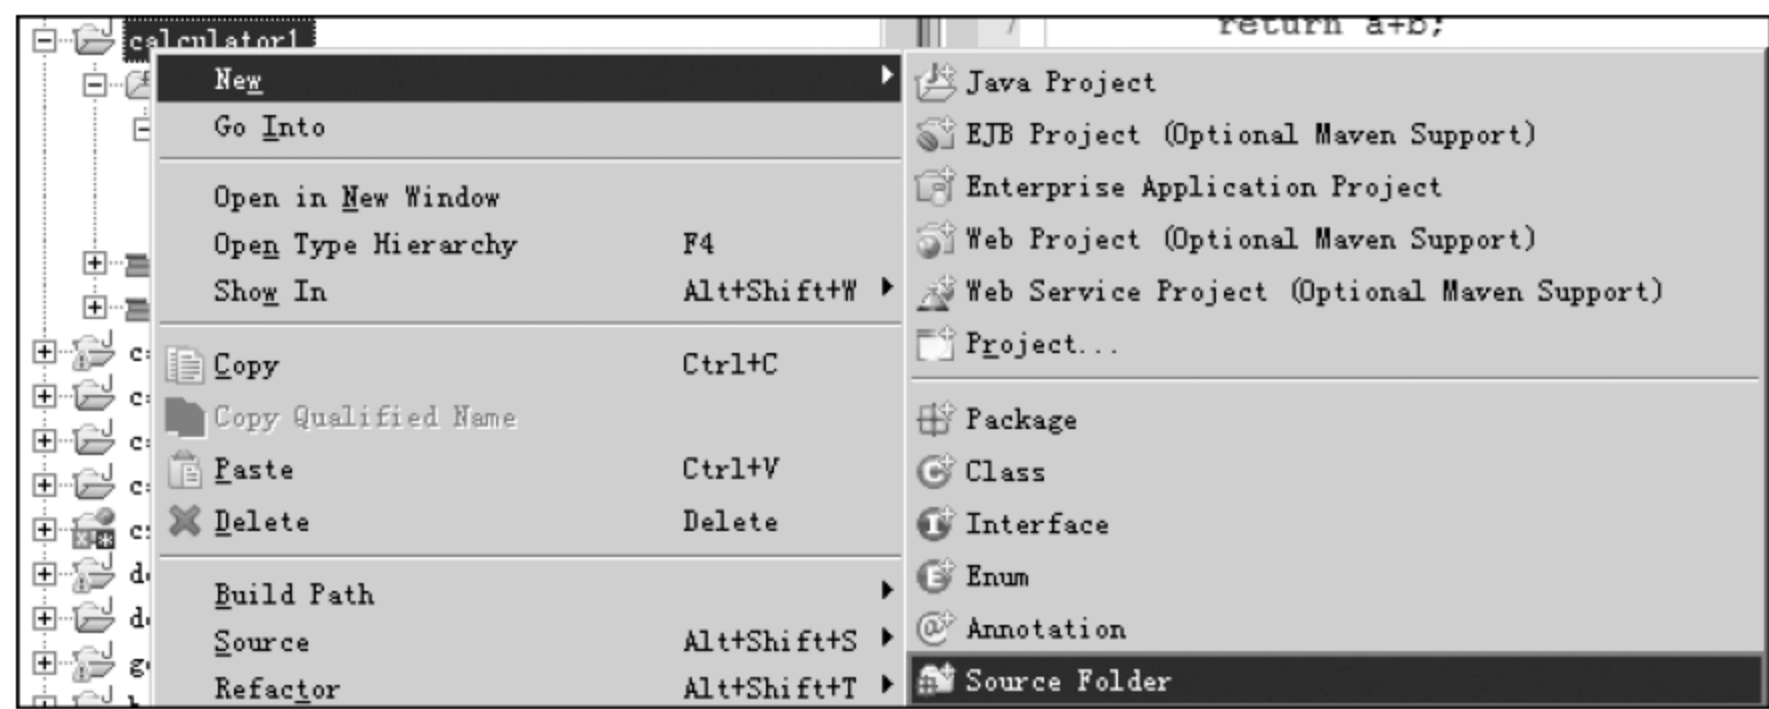 calculator1
7
return a+b;
New
Go Into
Open in New Window
Open Type Hierarchy F4
Show In Alt+Shift+W
Copy Ctrl+C
Copy Qualified Name
Paste Ctrl+V
Delete Delete
Build Path
Source Alt+Shift+S
Refactor Alt+Shift+T
Java Project
EJB Project (Optional Maven Support)
Enterprise Application Project
Web Project (Optional Maven Support)
Web Service Project (Optional Maven Support)
Project...
Package
Class
Interface
Enum
Annotation
Source Folder